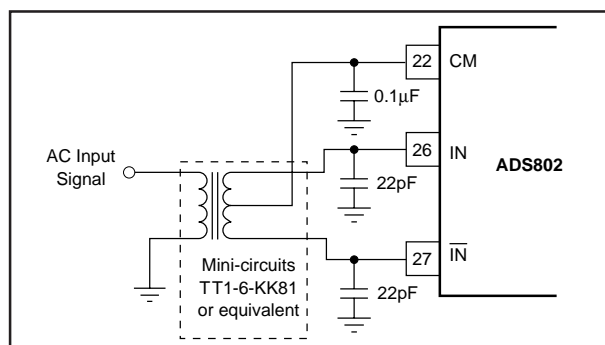 22 CM
0.1µF
AC Input
Signal
26 IN
ADS802
22pF
Mini-circuits
TT1-6-KK81
or equivalent
27 I̅N̅
22pF